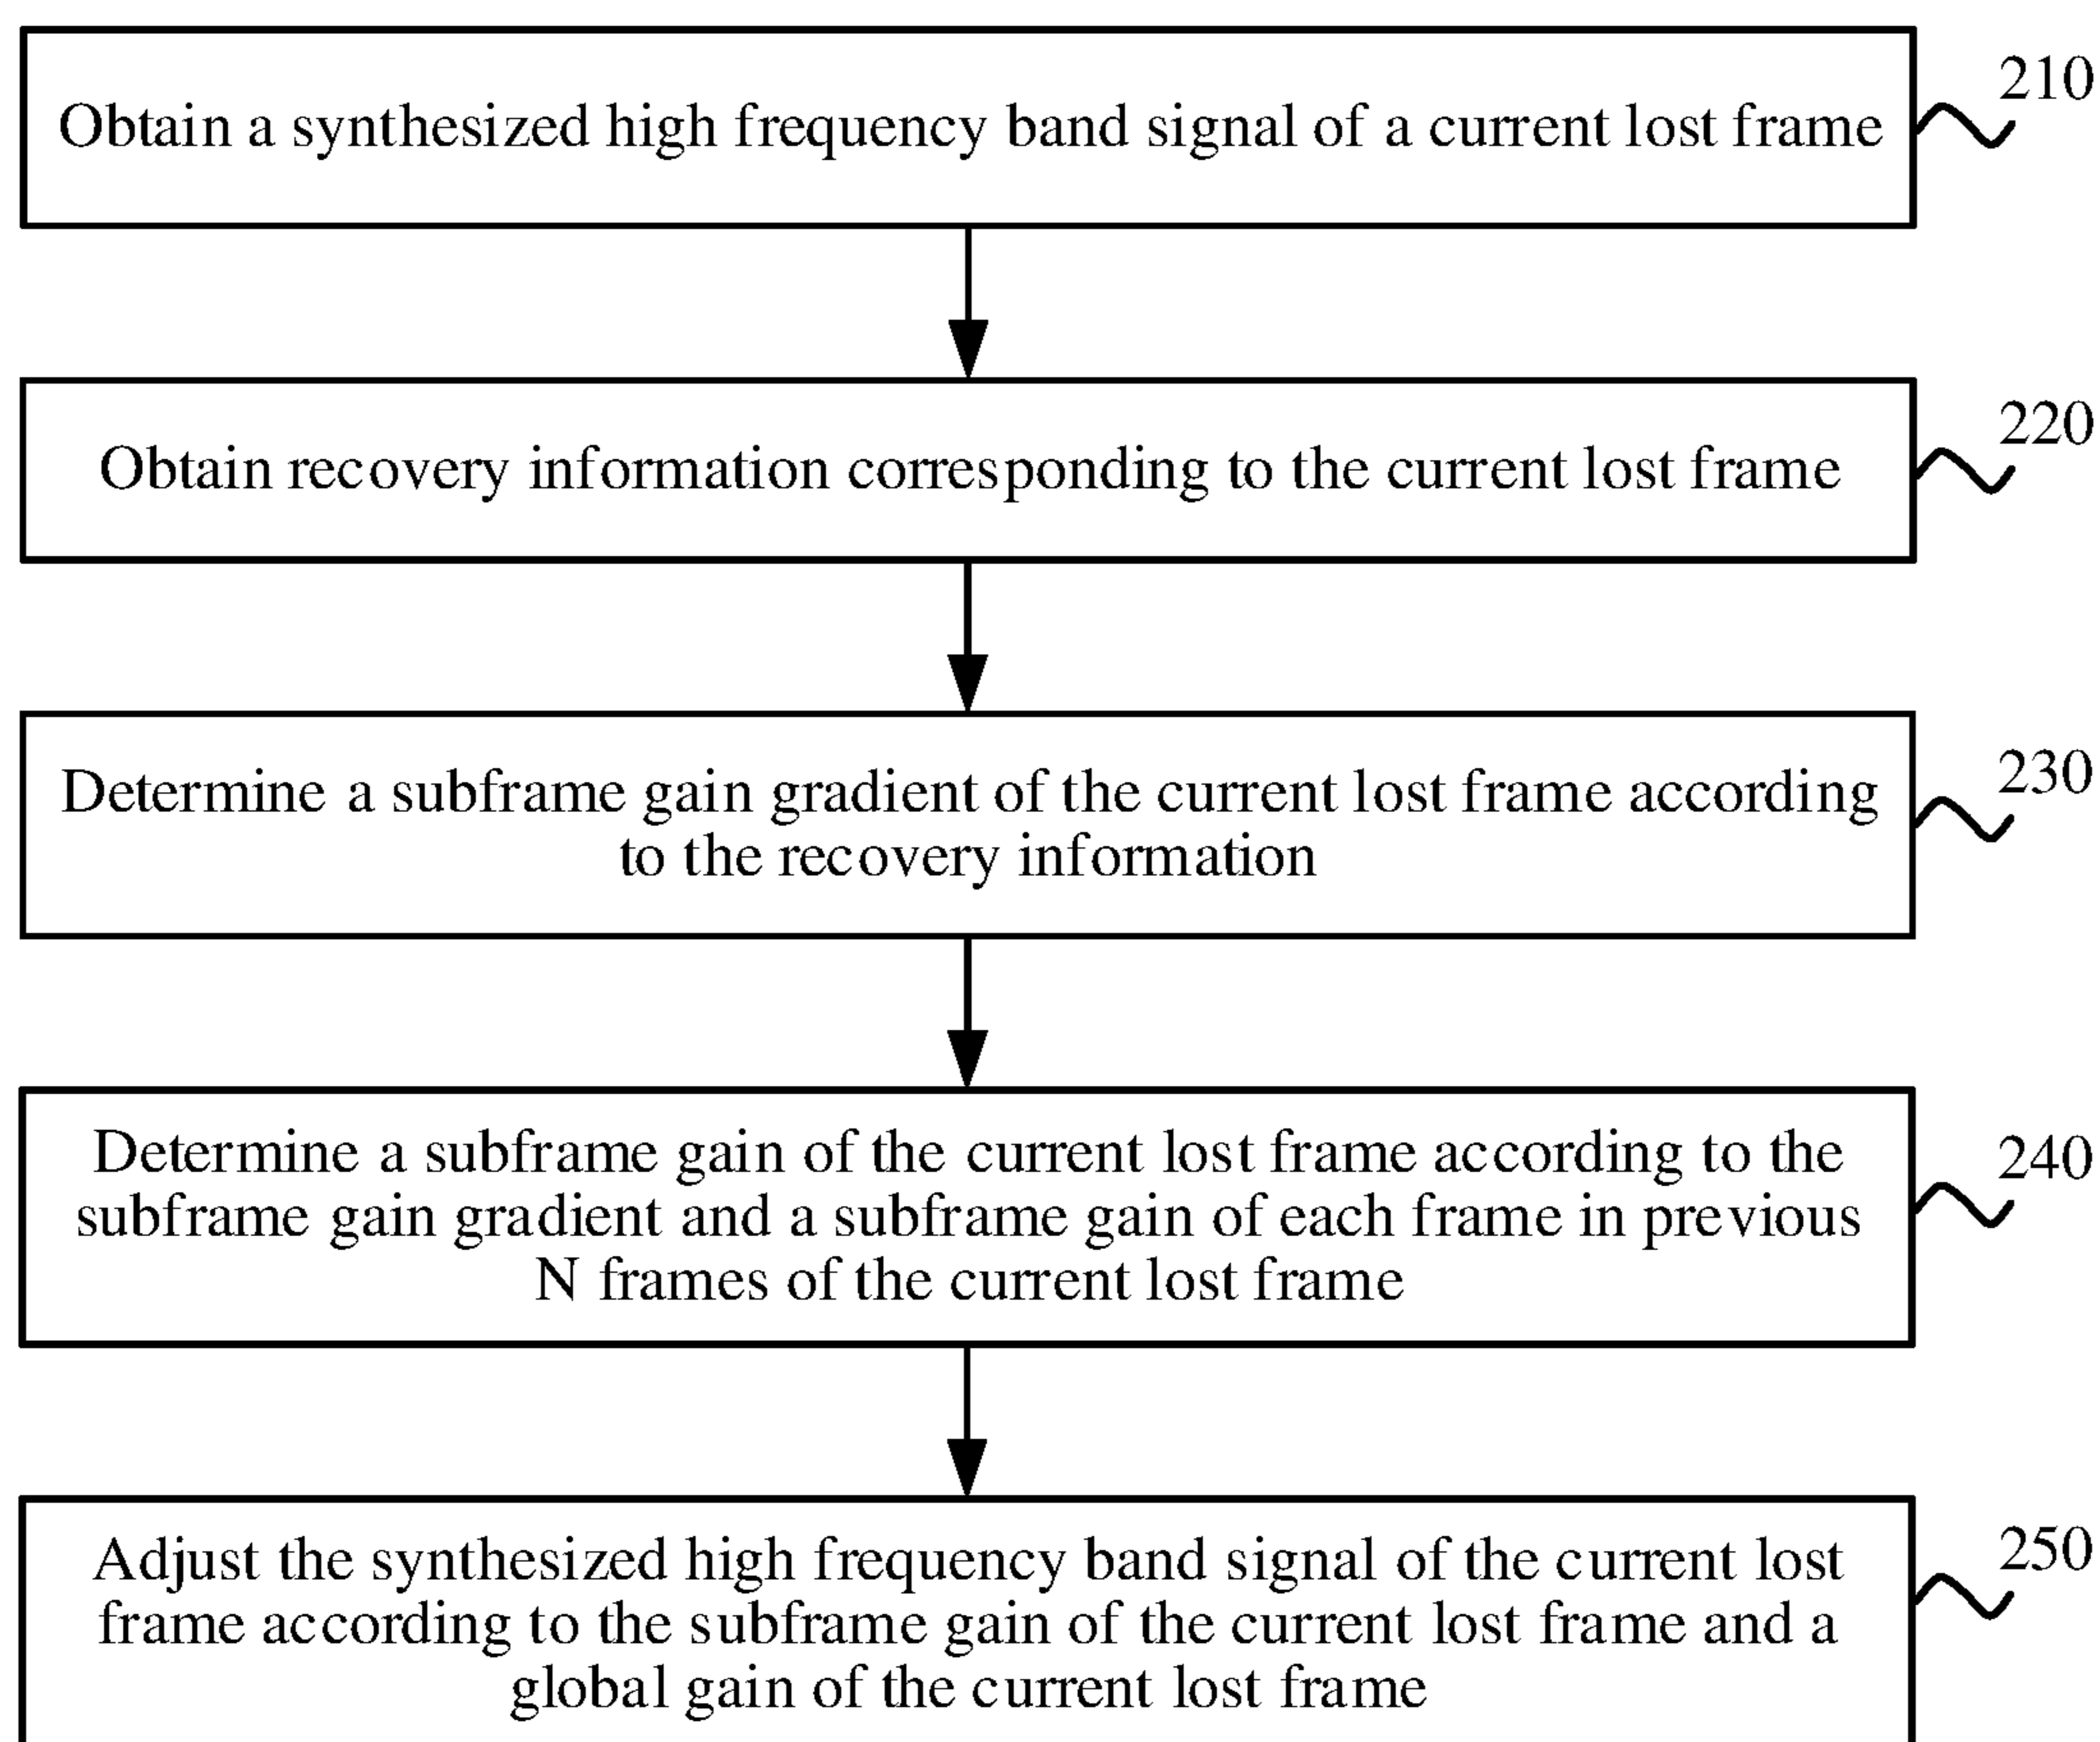 Obtain a synthesized high frequency band signal of a current lost frame
210
Obtain recovery information corresponding to the current lost frame
220
Determine a subframe gain gradient of the current lost frame according
to the recovery information
230
Determine a subframe gain of the current lost frame according to the
subframe gain gradient and a subframe gain of each frame in previous
N frames of the current lost frame
240
Adjust the synthesized high frequency band signal of the current lost
frame according to the subframe gain of the current lost frame and a
global gain of the current lost frame
250